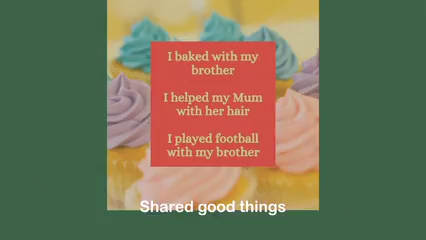 I baked with my
brother
I helped my Mum
with her hair
I played football
with my brother
Shared good things